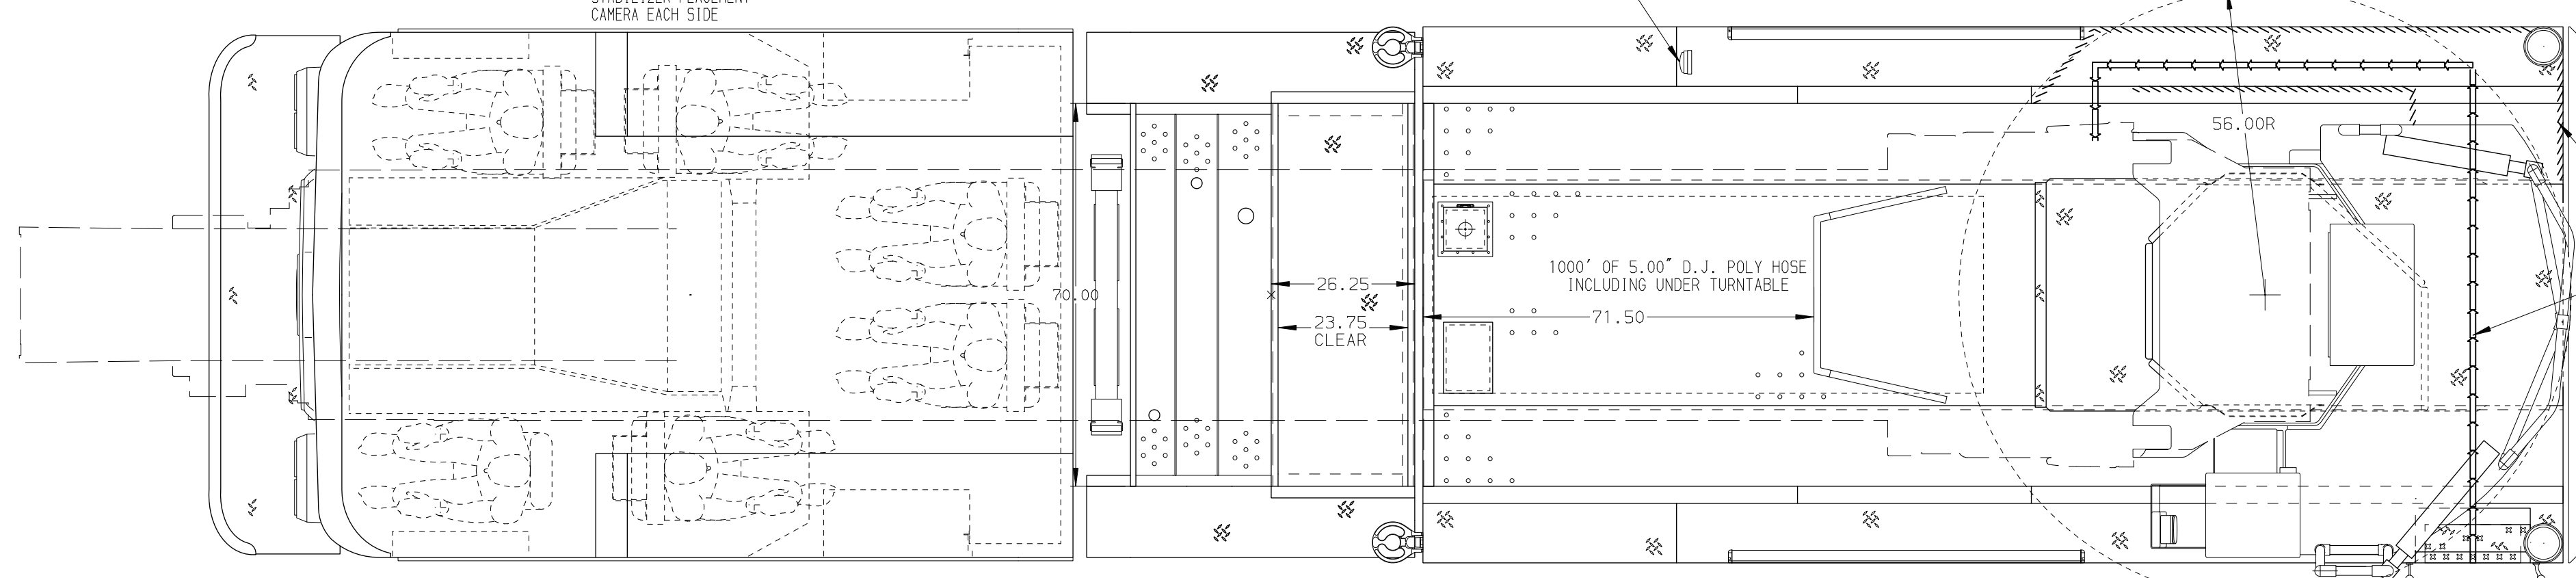 CAMERA EACH SIDE
56.00R
1000' OF 5.00" D.J. POLY HOSE
INCLUDING UNDER TURNTABLE
70.00
26.25
23.75
CLEAR
71.50